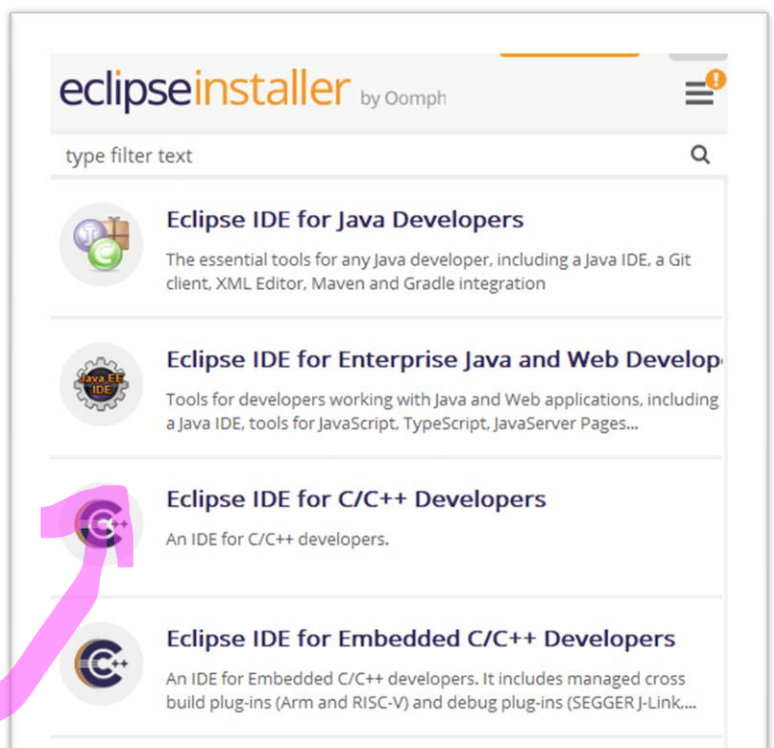 eclipseinstaller by Oomph
type filter text
Eclipse IDE for Java Developers
The essential tools for any Java developer, including a Java IDE, a Git
client, XML Editor, Maven and Gradle integration
Eclipse IDE for Enterprise Java and Web Develop
Java EE
IDE
Tools for developers working with Java and Web applications, including
a Java IDE, tools for JavaScript, TypeScript, JavaServer Pages...
Eclipse IDE for C/C++ Developers
C++
An IDE for C/C++ developers.
Eclipse IDE for Embedded C/C++ Developers
C++
An IDE for Embedded C/C++ developers. It includes managed cross
build plug-ins (Arm and RISC-V) and debug plug-ins (SEGGER J-Link,...